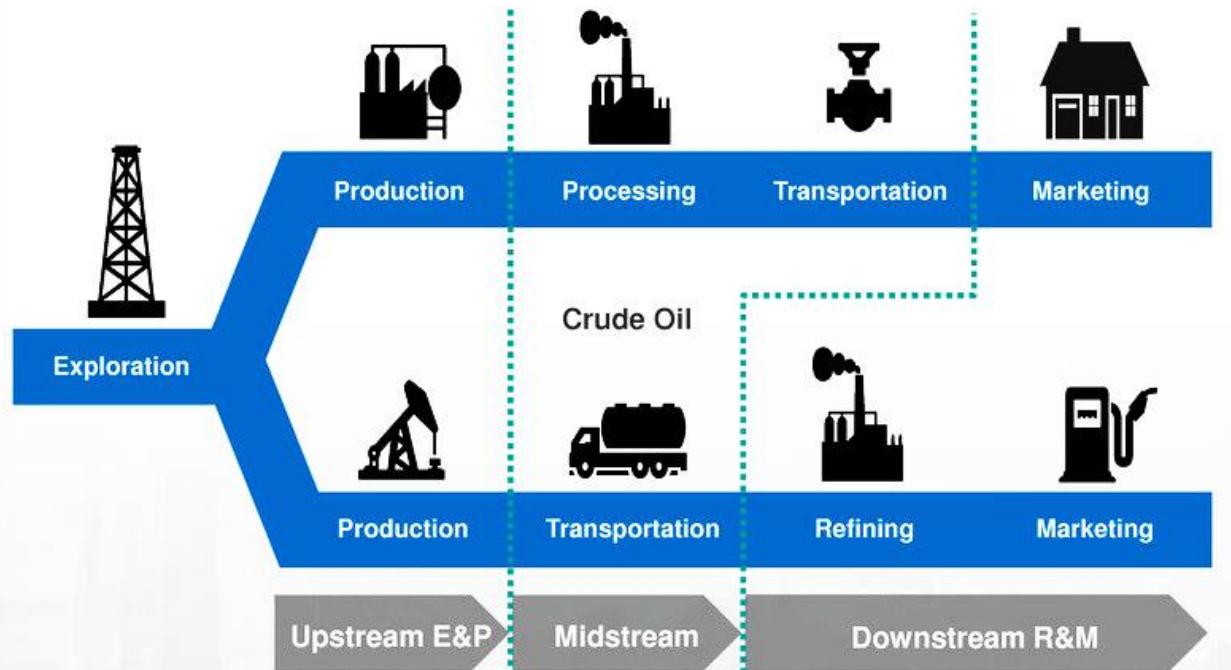 Production
Processing
Transportation
Marketing
Crude Oil
Exploration
Production
Transportation
Refining
Marketing
Upstream E&P
Midstream
Downstream R&M